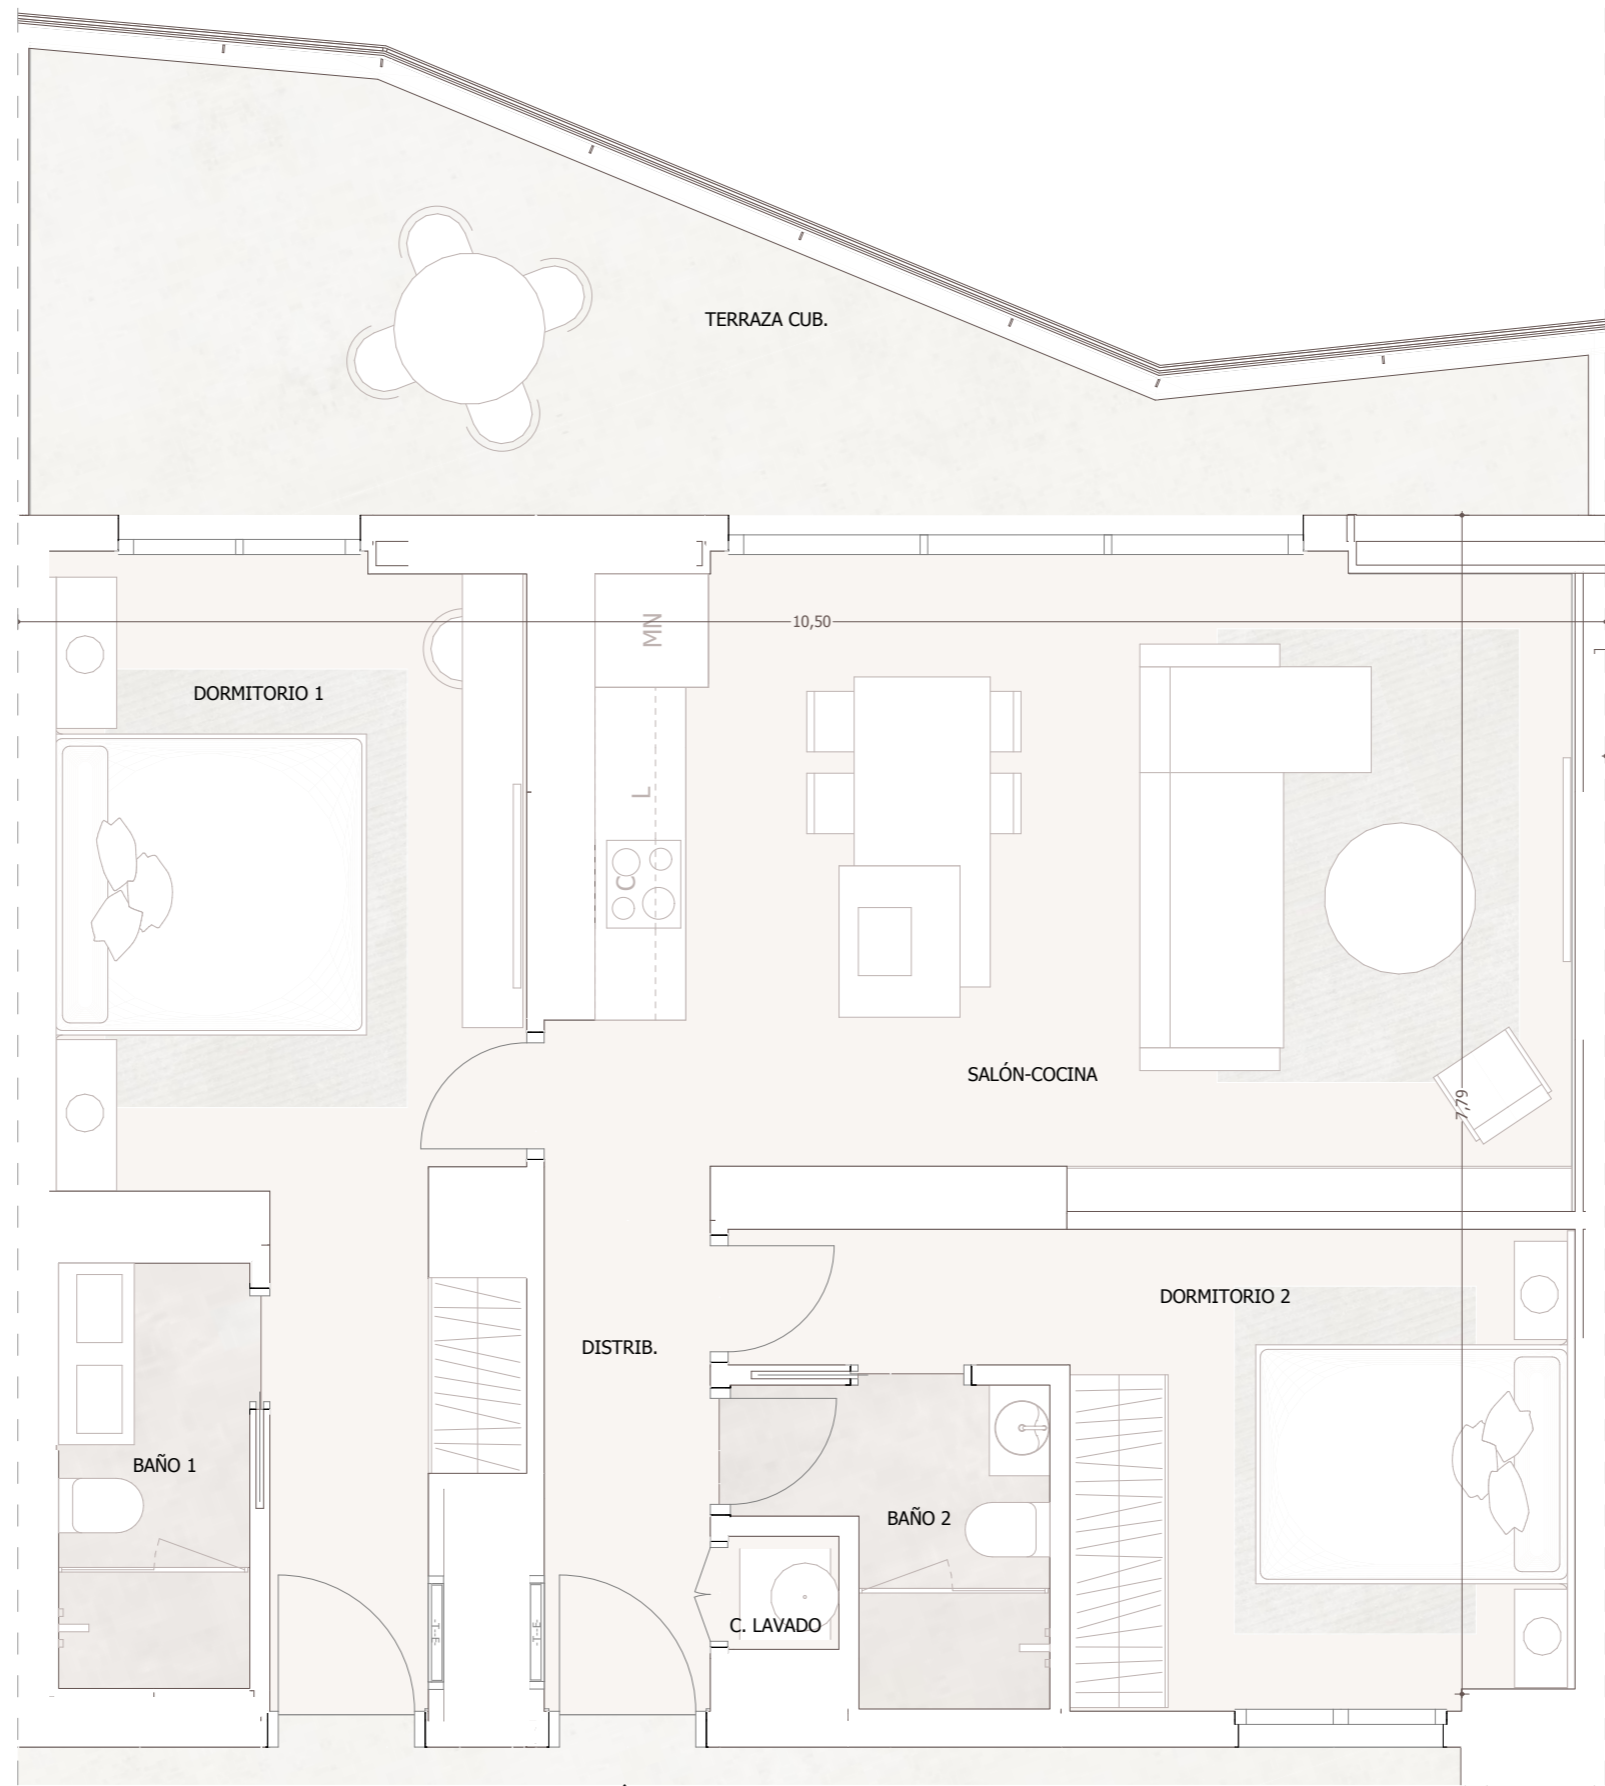 TERRAZA CUB.
10,50
MN
DORMITORIO 1
L
C
SALÓN-COCINA
7,79
DORMITORIO 2
DISTRIB.
BAÑO 1
BAÑO 2
C. LAVADO
-T-E-
-T-E-